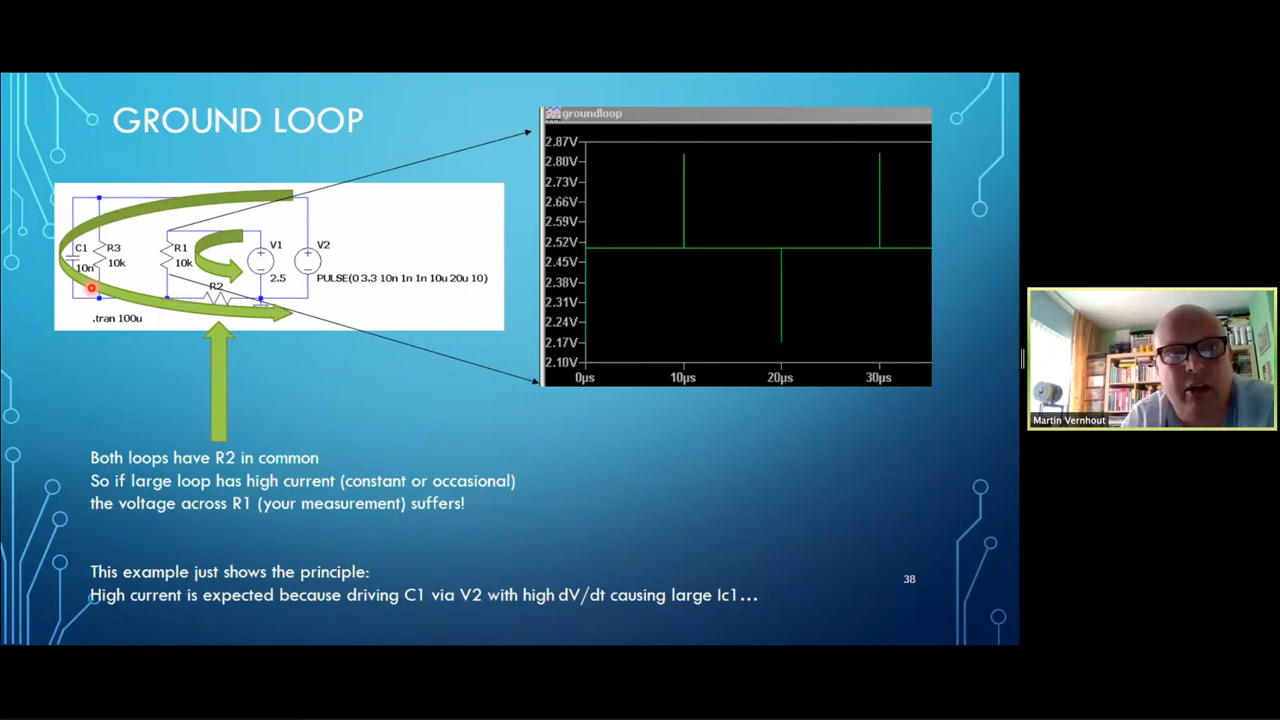 GROUND LOOP
groundloop
2.87V
2.80V
2.73V
2.66V
2.59V
2.52V
2.45V
2.38V
2.31V
2.24V
2.17V
2.10V
0µs 10µs 20µs 30µs
C1
10n
R3
10k
R1
10k
R2
V1
2.5
V2
PULSE(0 3.3 10n 1n 1n 10u 20u 10)
.tran 100u
Both loops have R2 in common
So if large loop has high current (constant or occasional)
the voltage across R1 (your measurement) suffers!
This example just shows the principle:
High current is expected because driving C1 via V2 with high dV/dt causing large Ic1…
38
Martin Vernhout